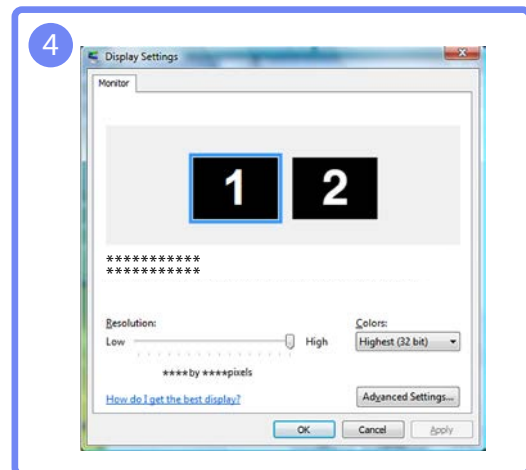 4
Display Settings
Monitor
1 2
***********
***********
Resolution: Colors:
Low High Highest (32 bit)
****by ****pixels
How do I get the best display? Advanced Settings...
OK Cancel Apply